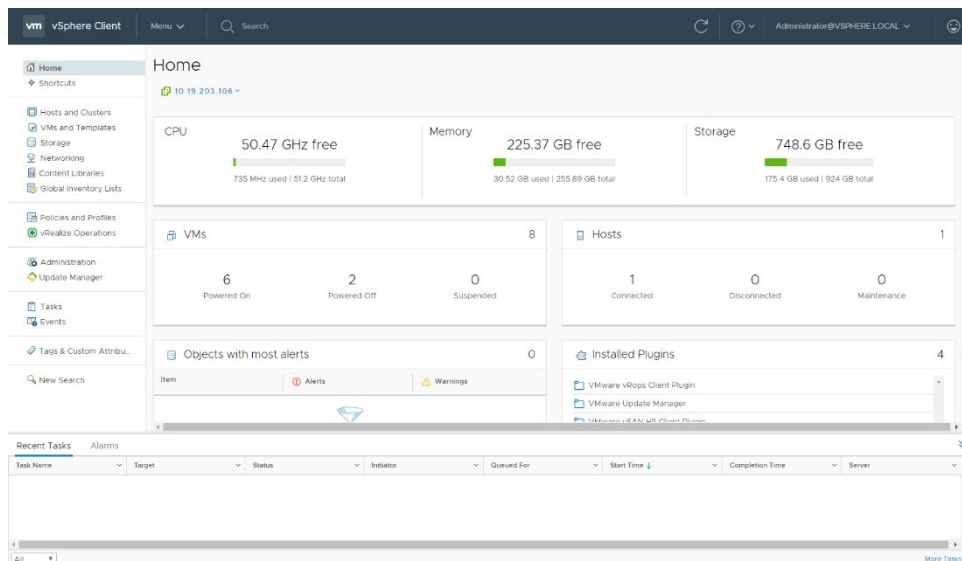 vm vSphere Client Menu Search Administrator@VSPHERE.LOCAL
Home
Shortcuts
Hosts and Clusters
VMs and Templates
Storage
Networking
Content Libraries
Global Inventory Lists
Policies and Profiles
vRealize Operations
Administration
Update Manager
Tasks
Events
Tags & Custom Attribu...
New Search
Home
10.19.203.106
CPU
50.47 GHz free
735 MHz used | 51.2 GHz total
Memory
225.37 GB free
30.52 GB used | 255.89 GB total
Storage
748.6 GB free
175.4 GB used | 924 GB total
VMs 8
6 2 0
Powered On Powered Off Suspended
Hosts 1
1 0 0
Connected Disconnected Maintenance
Objects with most alerts 0
Item Alerts Warnings
Installed Plugins 4
VMware vRops Client Plugin
VMware Update Manager
VMware vSAN H5 Client Plugin
Recent Tasks Alarms
Task Name Target Status Initiator Queued For Start Time ↓ Completion Time Server
All More Tasks